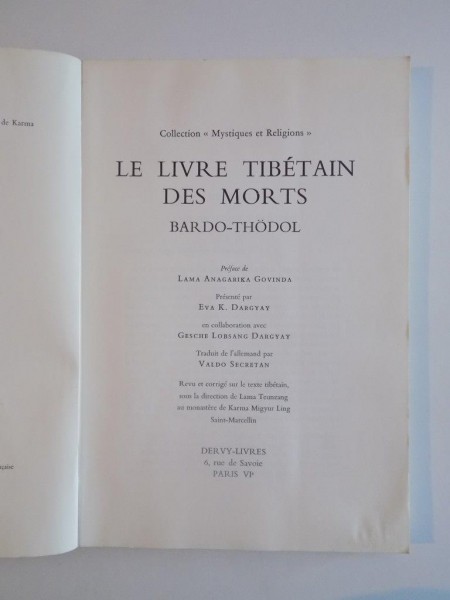 de Karma
Collection « Mystiques et Religions »
LE LIVRE TIBÉTAIN
DES MORTS
BARDO-THÖDOL
Préface de
LAMA ANAGARIKA GOVINDA
Présenté par
EVA K. DARGYAY
en collaboration avec
GESCHE LOBSANG DARGYAY
Traduit de l'allemand par
VALDO SECRETAN
Revu et corrigé sur le texte tibétain,
sous la direction de Lama Teunzang
au monastère de Karma Migyur Ling
Saint-Marcellin
DERVY-LIVRES
6, rue de Savoie
PARIS VIᵉ